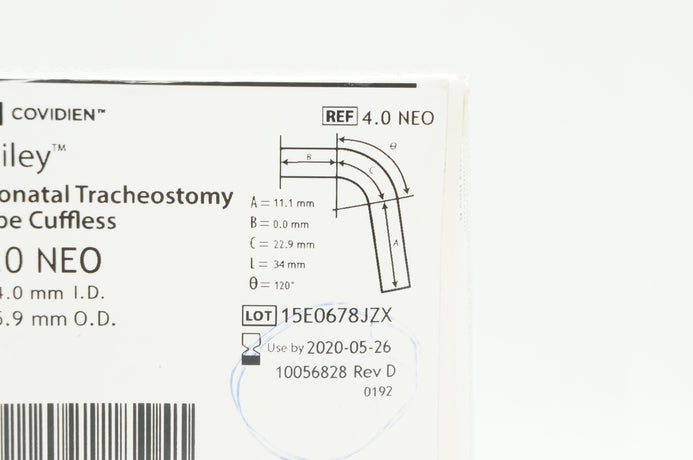 COVIDIEN™
REF 4.0 NEO
iley™
onatal Tracheostomy
be Cuffless
.0 NEO
4.0 mm I.D.
5.9 mm O.D.
θ
B
C
A
A = 11.1 mm
B = 0.0 mm
C = 22.9 mm
L = 34 mm
θ = 120°
LOT 15E0678JZX
Use by 2020-05-26
10056828 Rev D
0192